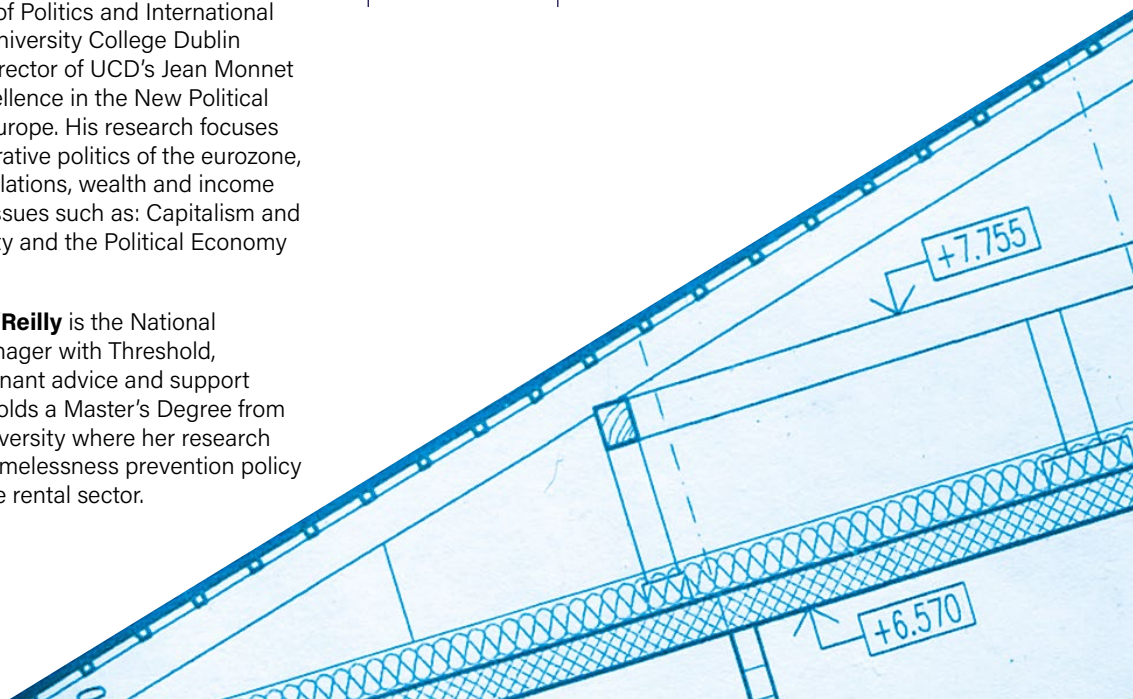 of Politics and International
niversity College Dublin
rector of UCD's Jean Monnet
ellence in the New Political
urope. His research focuses
rative politics of the eurozone,
lations, wealth and income
ssues such as: Capitalism and
ty and the Political Economy
Reilly is the National
nager with Threshold,
nant advice and support
olds a Master's Degree from
versity where her research
melessness prevention policy
e rental sector.
+7.755
+6.570